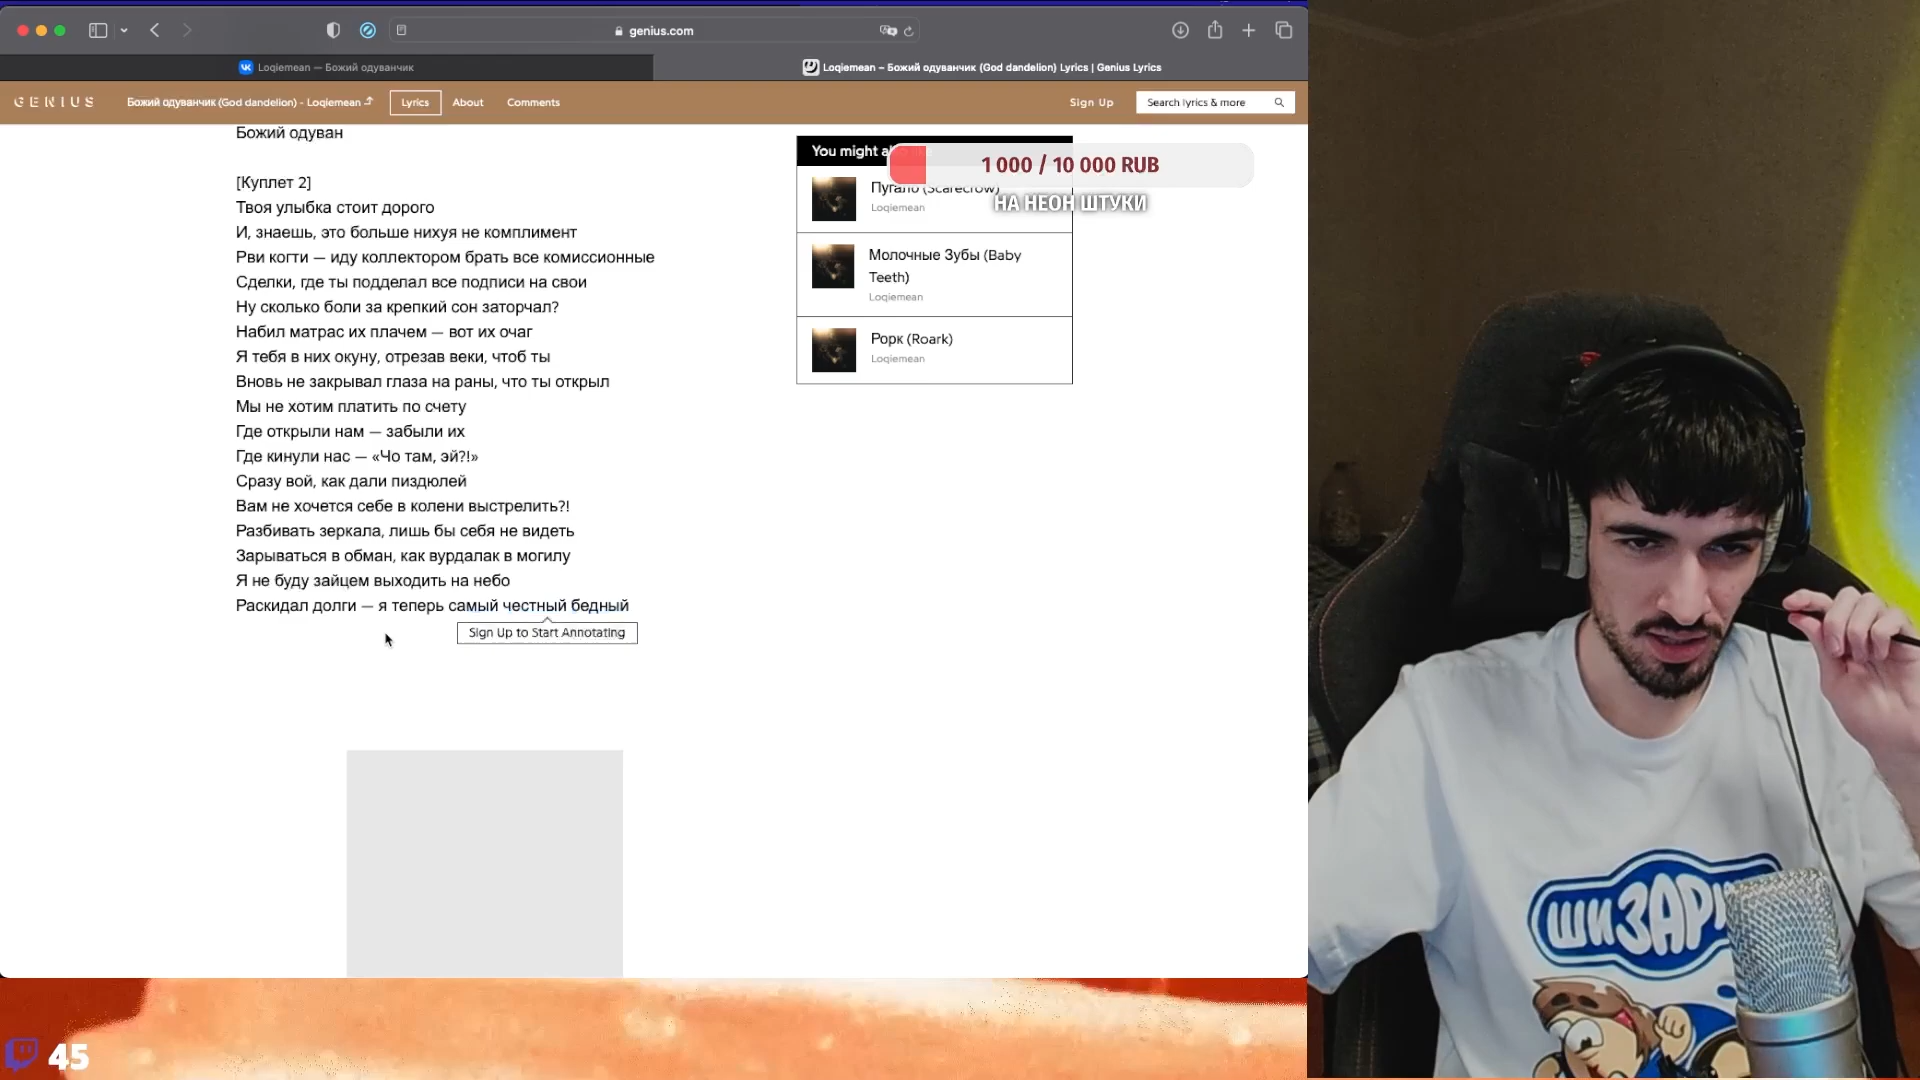 genius.com
Loqiemean — Божий одуванчик
Loqiemean – Божий одуванчик (God dandelion) Lyrics | Genius Lyrics
GENIUS
Божий одуванчик (God dandelion) - Loqiemean
Lyrics
About
Comments
Sign Up
Search lyrics & more
Божий одуван
[Куплет 2]
Твоя улыбка стоит дорого
И, знаешь, это больше нихуя не комплимент
Рви когти — иду коллектором брать все комиссионные
Сделки, где ты подделал все подписи на свои
Ну сколько боли за крепкий сон заторчал?
Набил матрас их плачем — вот их очаг
Я тебя в них окуну, отрезав веки, чтоб ты
Вновь не закрывал глаза на раны, что ты открыл
Мы не хотим платить по счету
Где открыли нам — забыли их
Где кинули нас — «Чо там, эй?!»
Сразу вой, как дали пиздюлей
Вам не хочется себе в колени выстрелить?!
Разбивать зеркала, лишь бы себя не видеть
Зарываться в обман, как вурдалак в могилу
Я не буду зайцем выходить на небо
Раскидал долги — я теперь самый честный бедный
Sign Up to Start Annotating
You might a
1 000 / 10 000 RUB
НА НЕОН ШТУКИ
Пугало (Scarecrow)
Loqiemean
Молочные Зубы (Baby
Teeth)
Loqiemean
Рорк (Roark)
Loqiemean
45